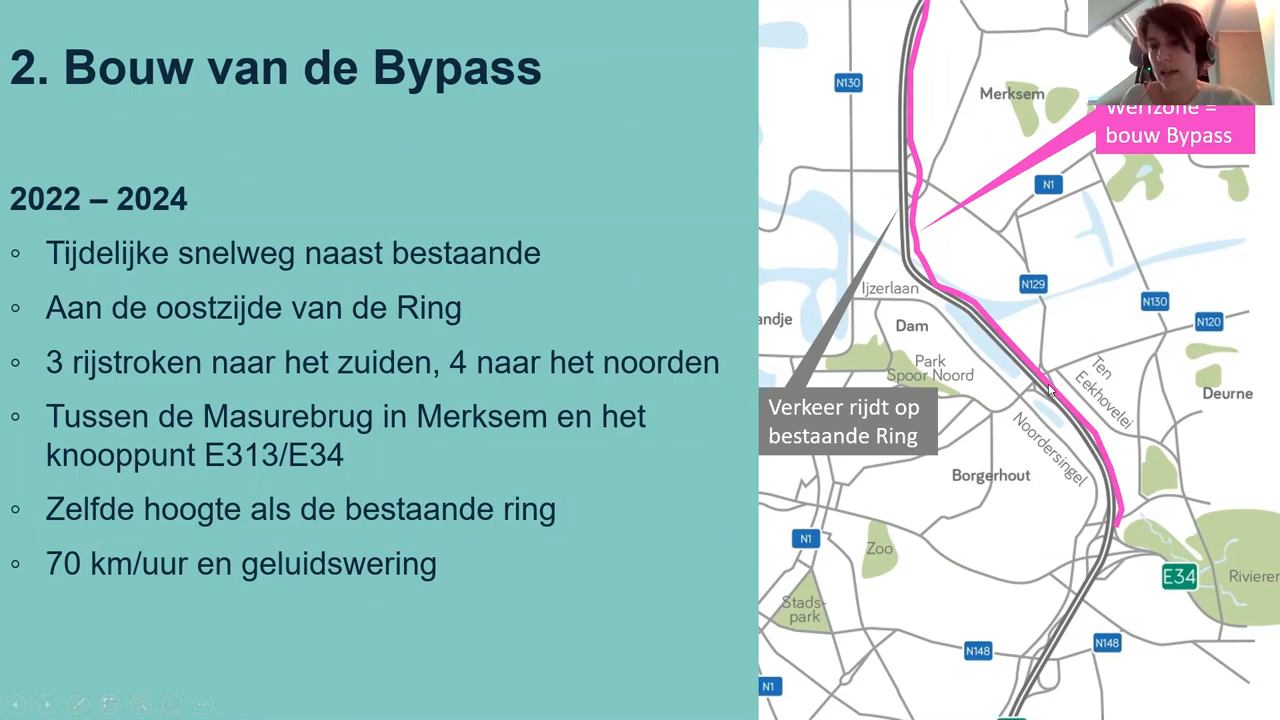 2. Bouw van de Bypass
2022 – 2024
◦ Tijdelijke snelweg naast bestaande
◦ Aan de oostzijde van de Ring
◦ 3 rijstroken naar het zuiden, 4 naar het noorden
◦ Tussen de Masurebrug in Merksem en het
knooppunt E313/E34
◦ Zelfde hoogte als de bestaande ring
◦ 70 km/uur en geluidswering
N130
Merksem
Werfzone =
bouw Bypass
N1
Ijzerlaan
N129
N130
N120
andje
Dam
Park
Spoor Noord
Ten
Eekhovelei
Deurne
Verkeer rijdt op
bestaande Ring
Noordersingel
Borgerhout
N1
Zoo
E34
Rivieren
Stads-
park
N148
N148
N1